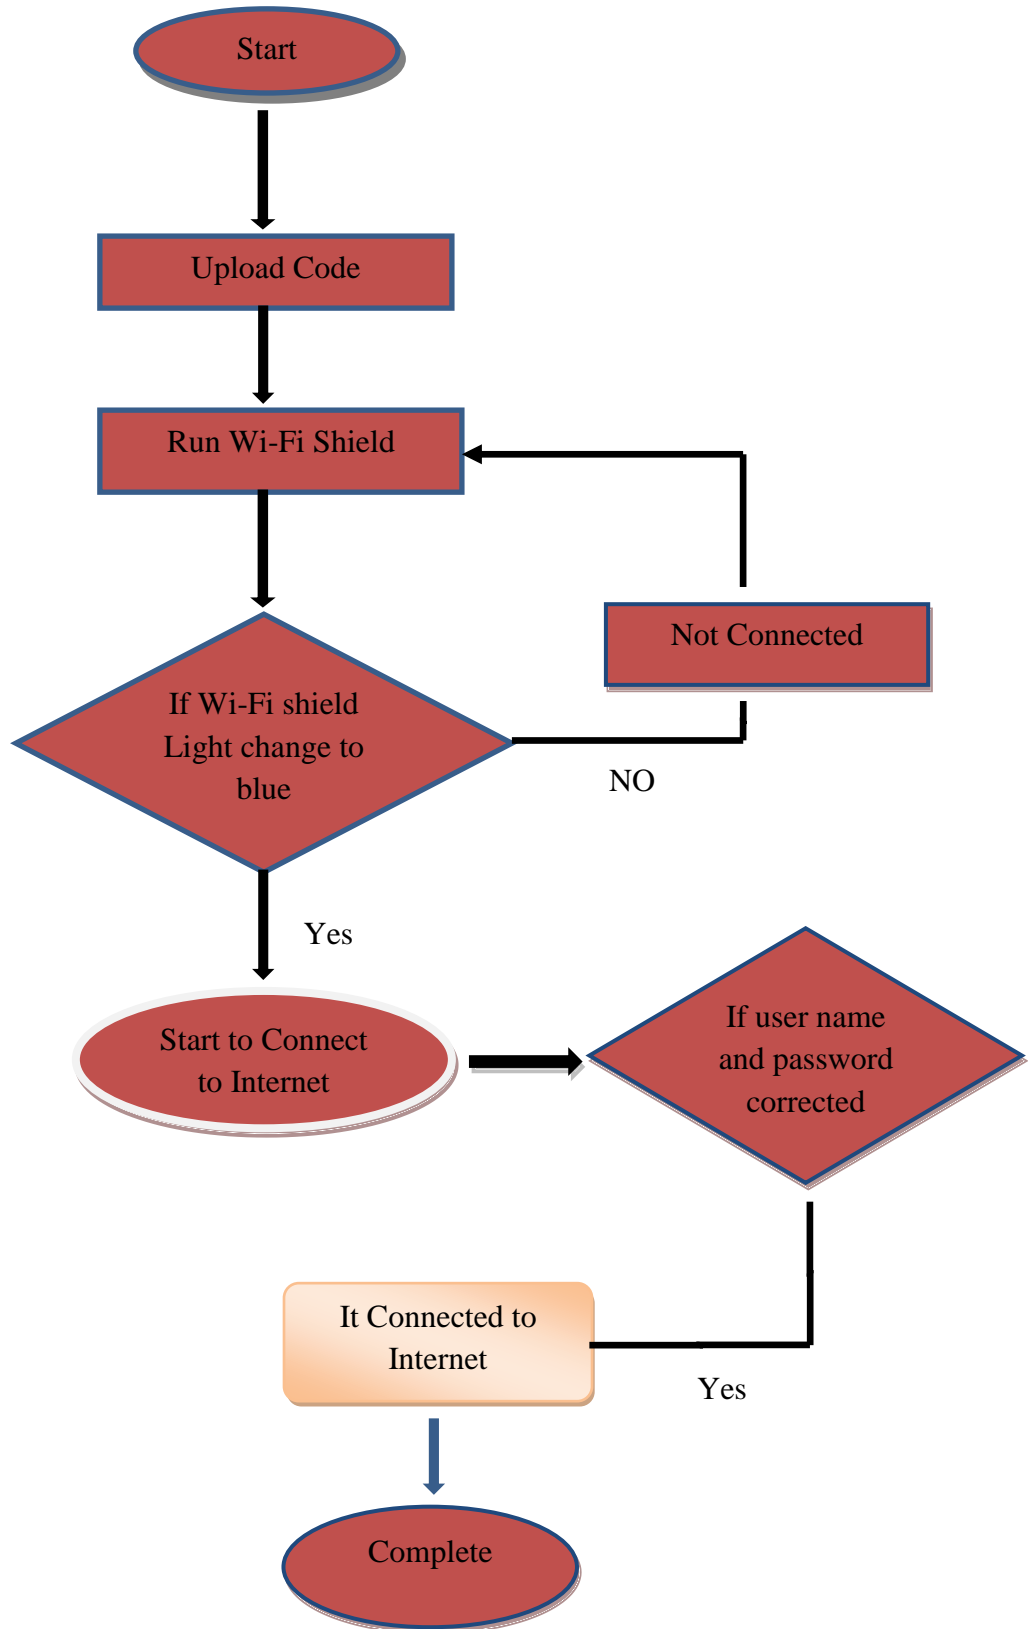 Start
Upload Code
Run Wi-Fi Shield
Not Connected
If Wi-Fi shield
Light change to
blue
NO
Yes
Start to Connect
to Internet
If user name
and password
corrected
It Connected to
Internet
Yes
Complete